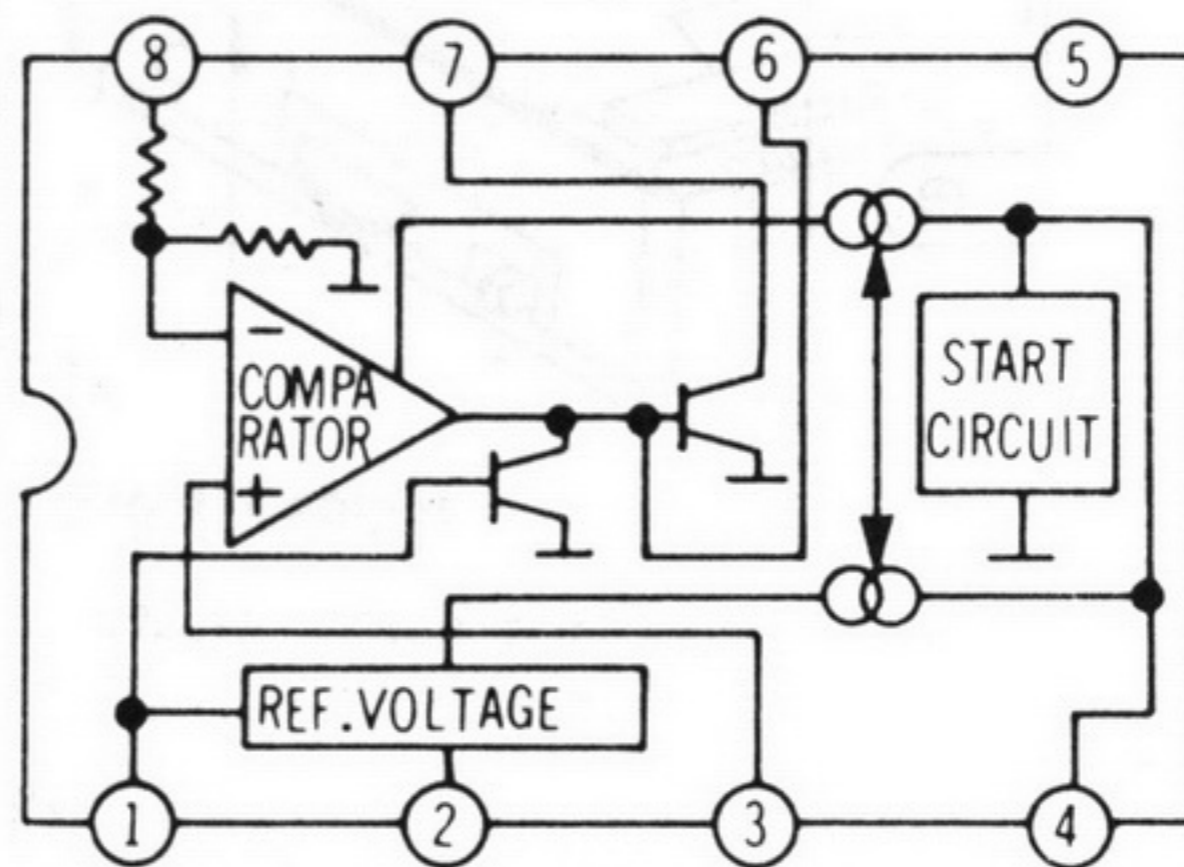 8 7 6 5
−
COMPA
RATOR
+
START
CIRCUIT
REF.VOLTAGE
1 2 3 4